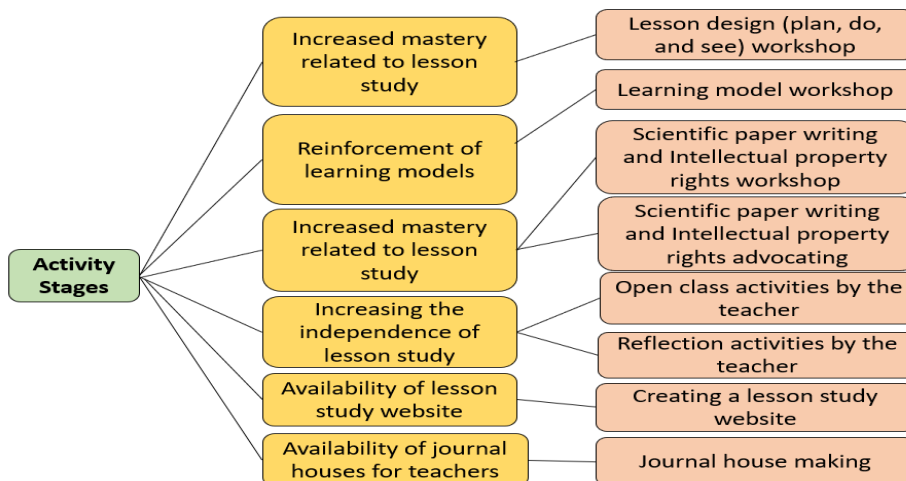 Activity
Stages
Increased mastery
related to lesson
study
Reinforcement of
learning models
Increased mastery
related to lesson
study
Increasing the
independence of
lesson study
Availability of lesson
study website
Availability of journal
houses for teachers
Lesson design (plan, do,
and see) workshop
Learning model workshop
Scientific paper writing
and Intellectual property
rights workshop
Scientific paper writing
and Intellectual property
rights advocating
Open class activities by the
teacher
Reflection activities by the
teacher
Creating a lesson study
website
Journal house making